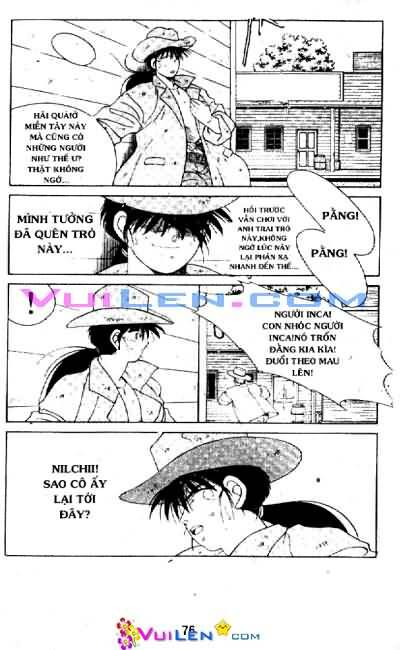 HẢ! QUÁ! Ở
MIỀN TÂY NÀY
MÀ CŨNG CÓ
NHỮNG NGƯỜI
NHƯ THẾ Ư?
THẬT KHÔNG
NGỜ...
PẰNG!
PẰNG!
HỒI TRƯỚC
VẪN CHƠI VỚI
ANH TRAI TRÒ
NÀY,KHÔNG
NGỜ LÚC NÀY
LẠI PHẢN XẠ
NHANH ĐẾN THẾ...
MÌNH TƯỞNG
ĐÃ QUÊN TRÒ
NÀY...
VUILEN.COM
!
NGƯỜI INCA!
CON NHÓC NGƯỜI
INCA!NÓ TRỐN
ĐẰNG KIA KÌA!
ĐUỔI THEO MAU
LÊN!
NILCHI!
SAO CÔ ẤY
LẠI TỚI
ĐÂY?
76
VUILEN.COM